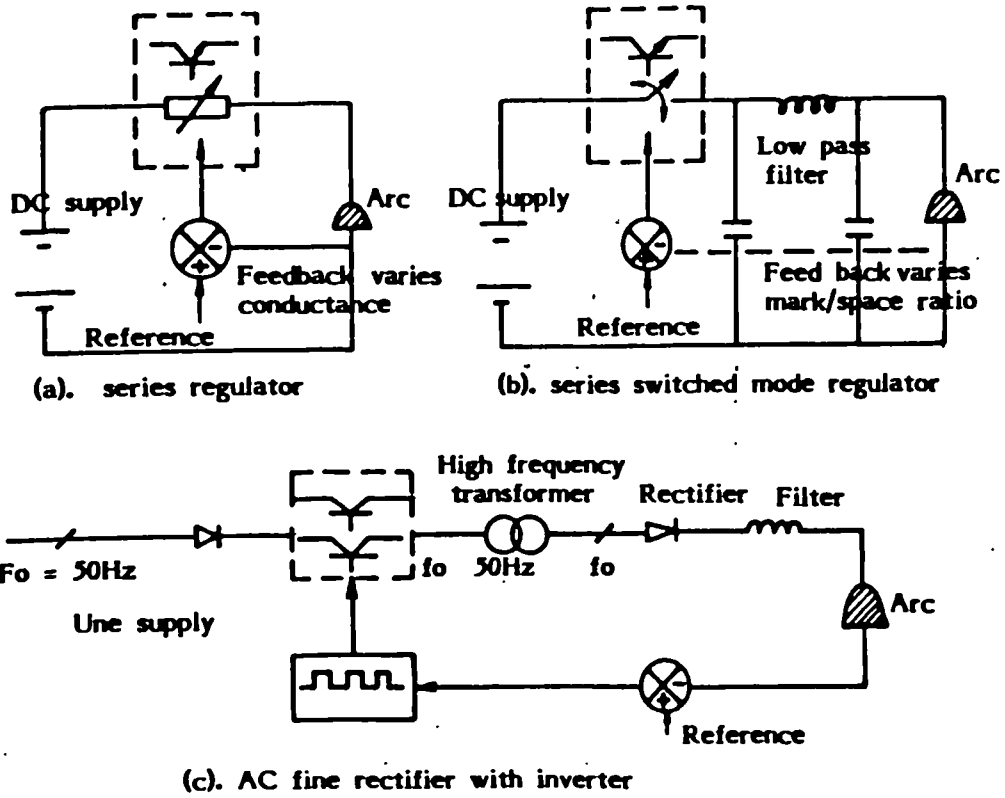 DC supply
Arc
Feedback varies
conductance
Reference
(a). series regulator
DC supply
Low pass
filter
Arc
Feed back varies
mark/space ratio
Reference
(b). series switched mode regulator
High frequency
transformer
Rectifier
Filter
Fo = 50Hz
fo
50Hz
fo
Une supply
Arc
Reference
(c). AC fine rectifier with inverter